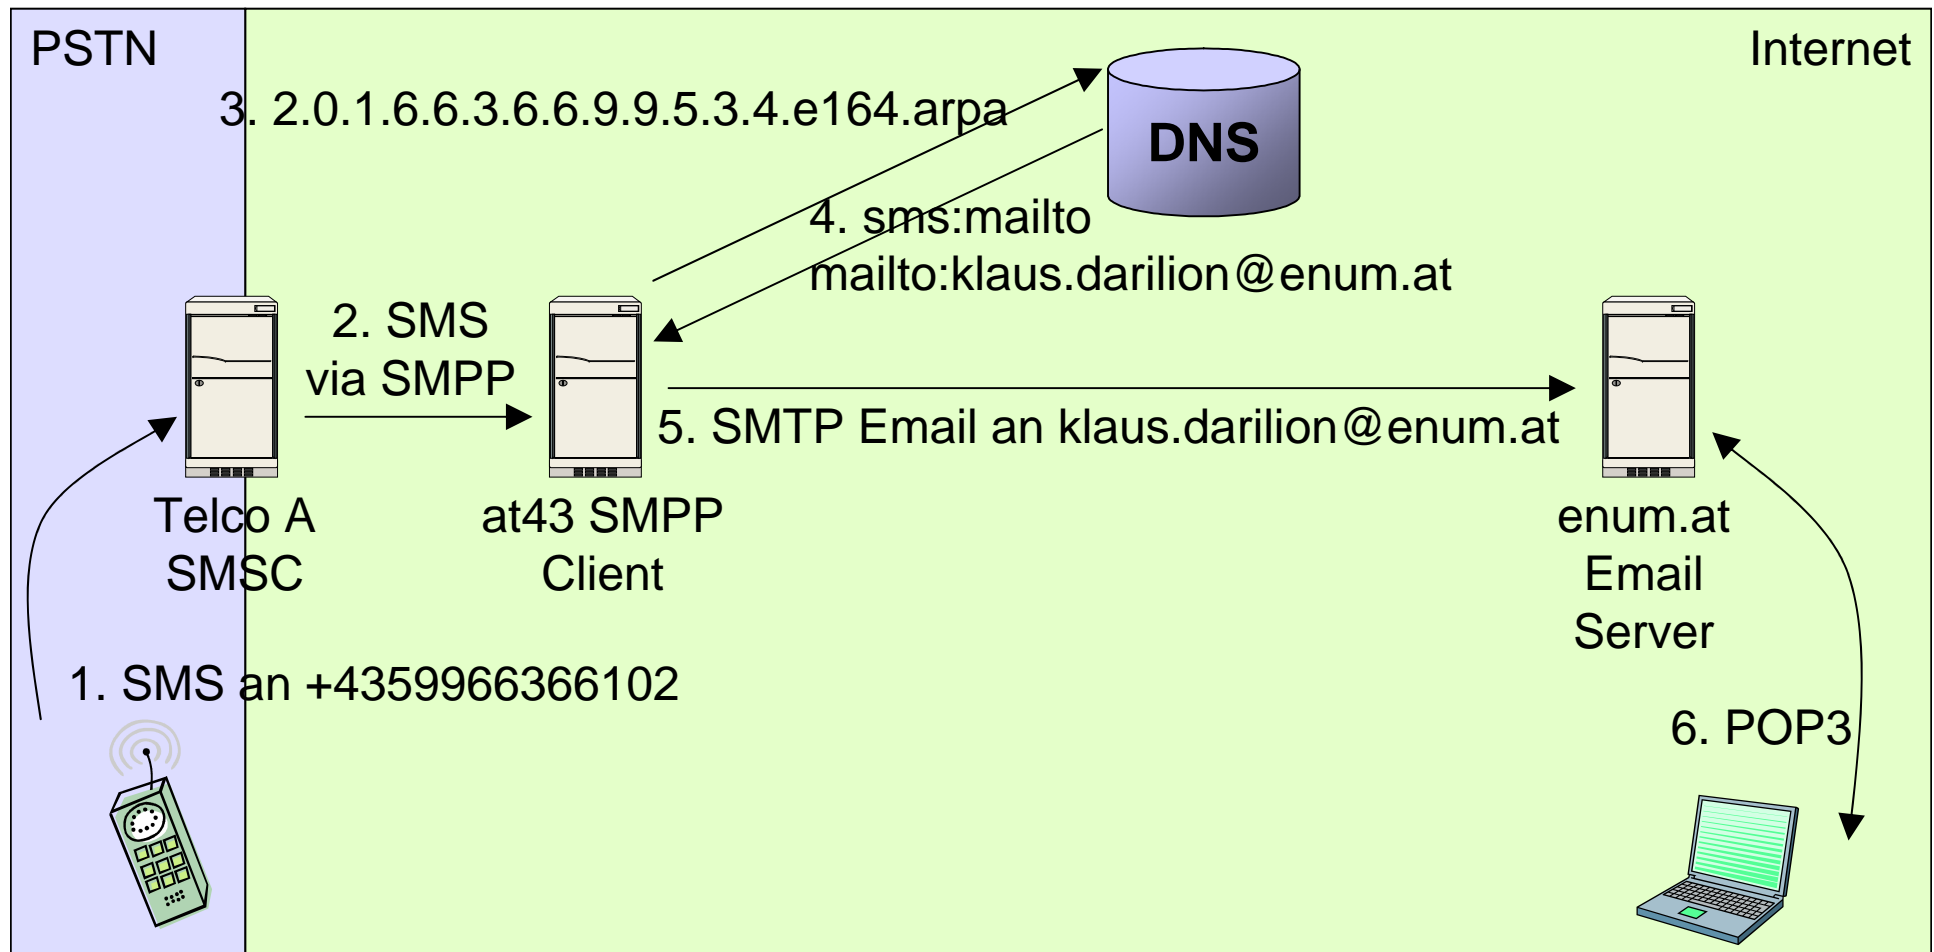 PSTN
Internet
3. 2.0.1.6.6.3.6.6.9.9.5.3.4.e164.arpa
DNS
4. sms:mailto
mailto:klaus.darilion@enum.at
2. SMS
via SMPP
5. SMTP Email an klaus.darilion@enum.at
Telco A
SMSC
at43 SMPP
Client
enum.at
Email
Server
1. SMS an +4359966366102
6. POP3